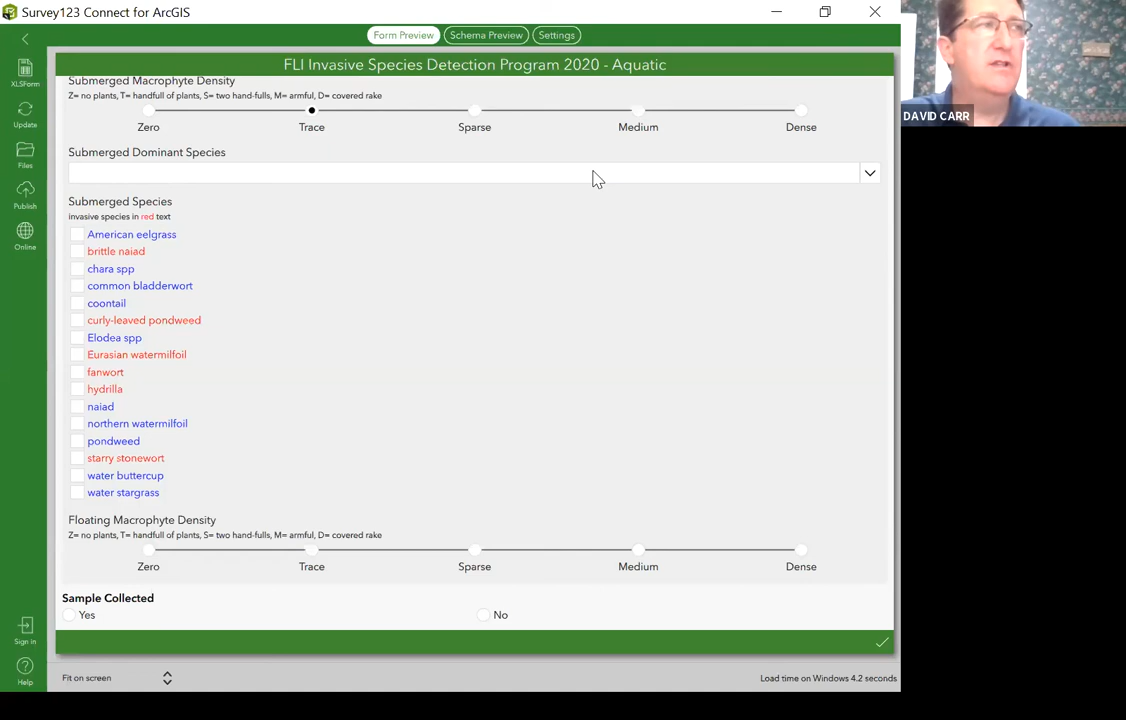 Survey123 Connect for ArcGIS
Form Preview
Schema Preview
Settings
XLSForm
Update
Files
Publish
Online
Sign in
Help
FLI Invasive Species Detection Program 2020 - Aquatic
Submerged Macrophyte Density
Z= no plants, T= handfull of plants, S= two hand-fulls, M= armful, D= covered rake
Zero Trace Sparse Medium Dense
Submerged Dominant Species
Submerged Species
invasive species in red text
American eelgrass
brittle naiad
chara spp
common bladderwort
coontail
curly-leaved pondweed
Elodea spp
Eurasian watermilfoil
fanwort
hydrilla
naiad
northern watermilfoil
pondweed
starry stonewort
water buttercup
water stargrass
Floating Macrophyte Density
Z= no plants, T= handfull of plants, S= two hand-fulls, M= armful, D= covered rake
Zero Trace Sparse Medium Dense
Sample Collected
Yes No
Fit on screen
Load time on Windows 4.2 seconds
DAVID CARR